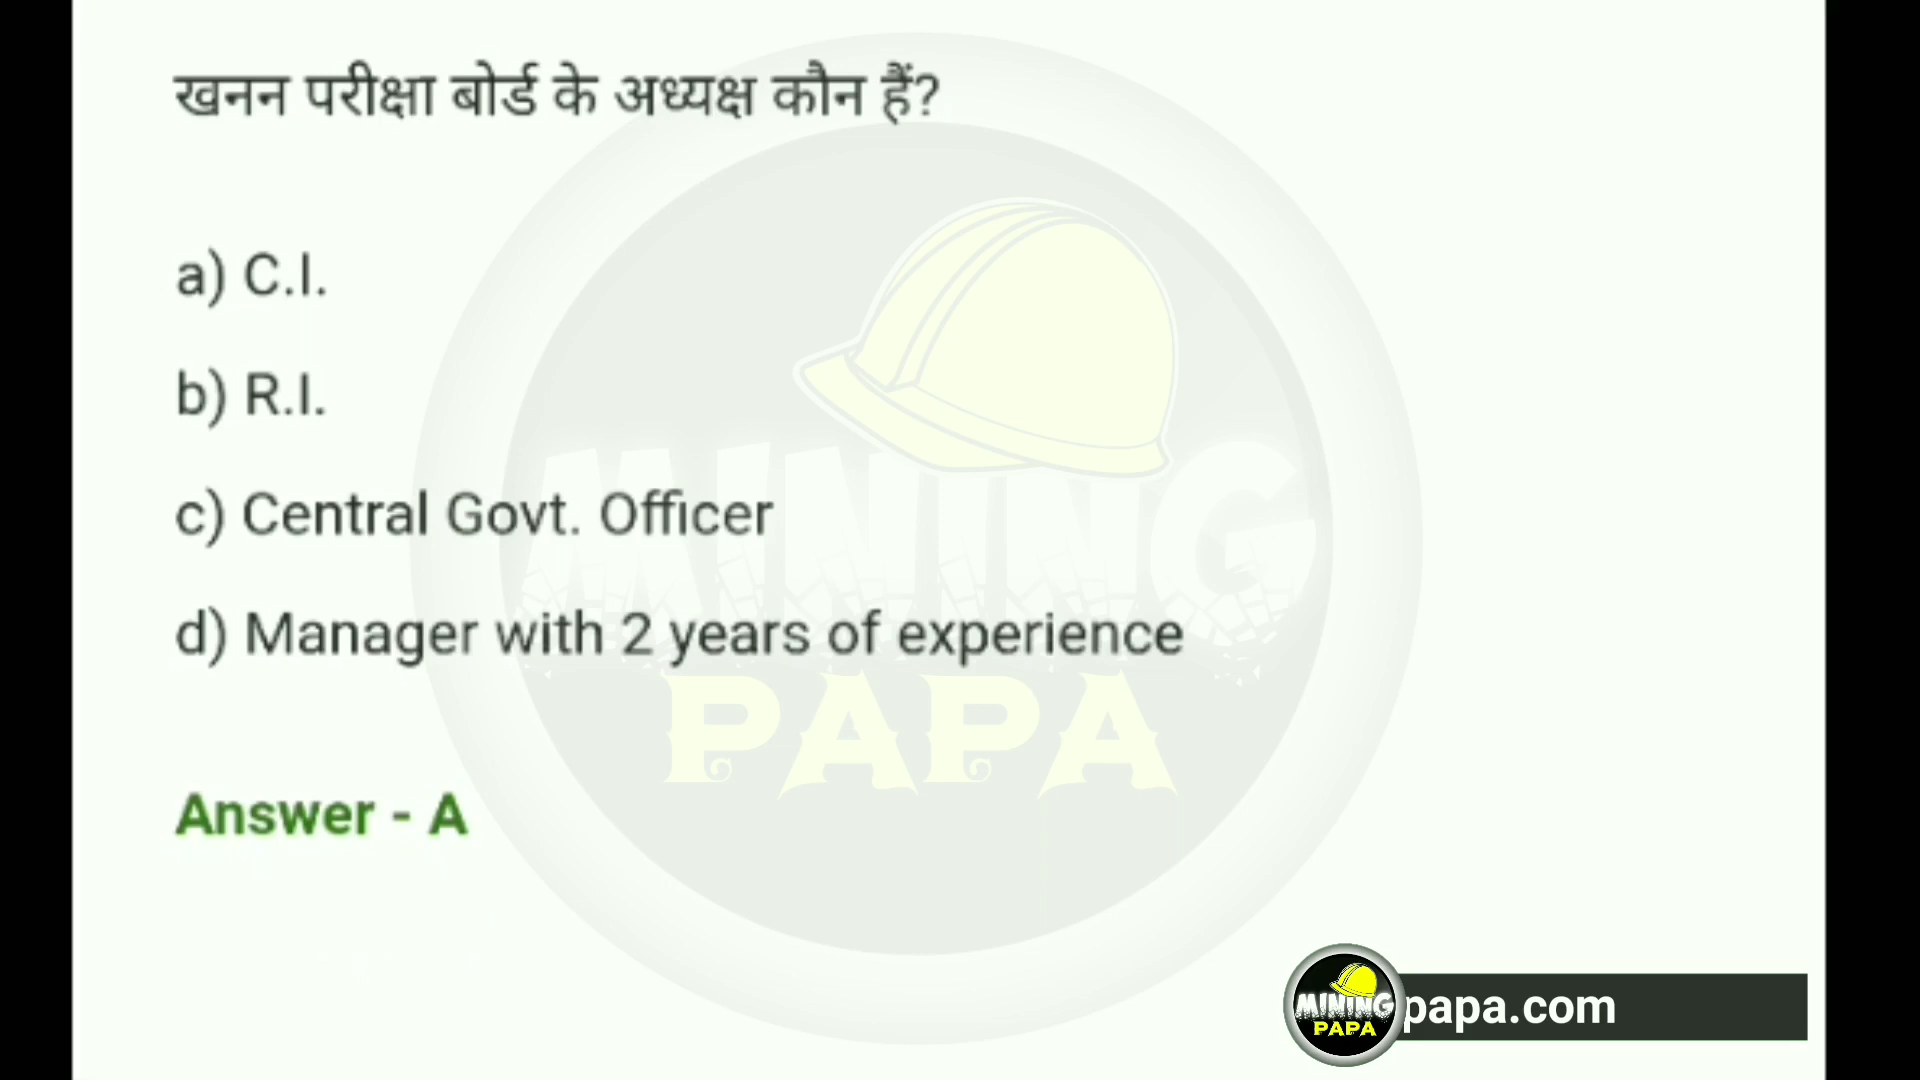 खनन परीक्षा बोर्ड के अध्यक्ष कौन हैं?
a) C.I.
b) R.I.
c) Central Govt. Officer
d) Manager with 2 years of experience
MINING
PAPA
Answer - A
MINING
PAPA
papa.com